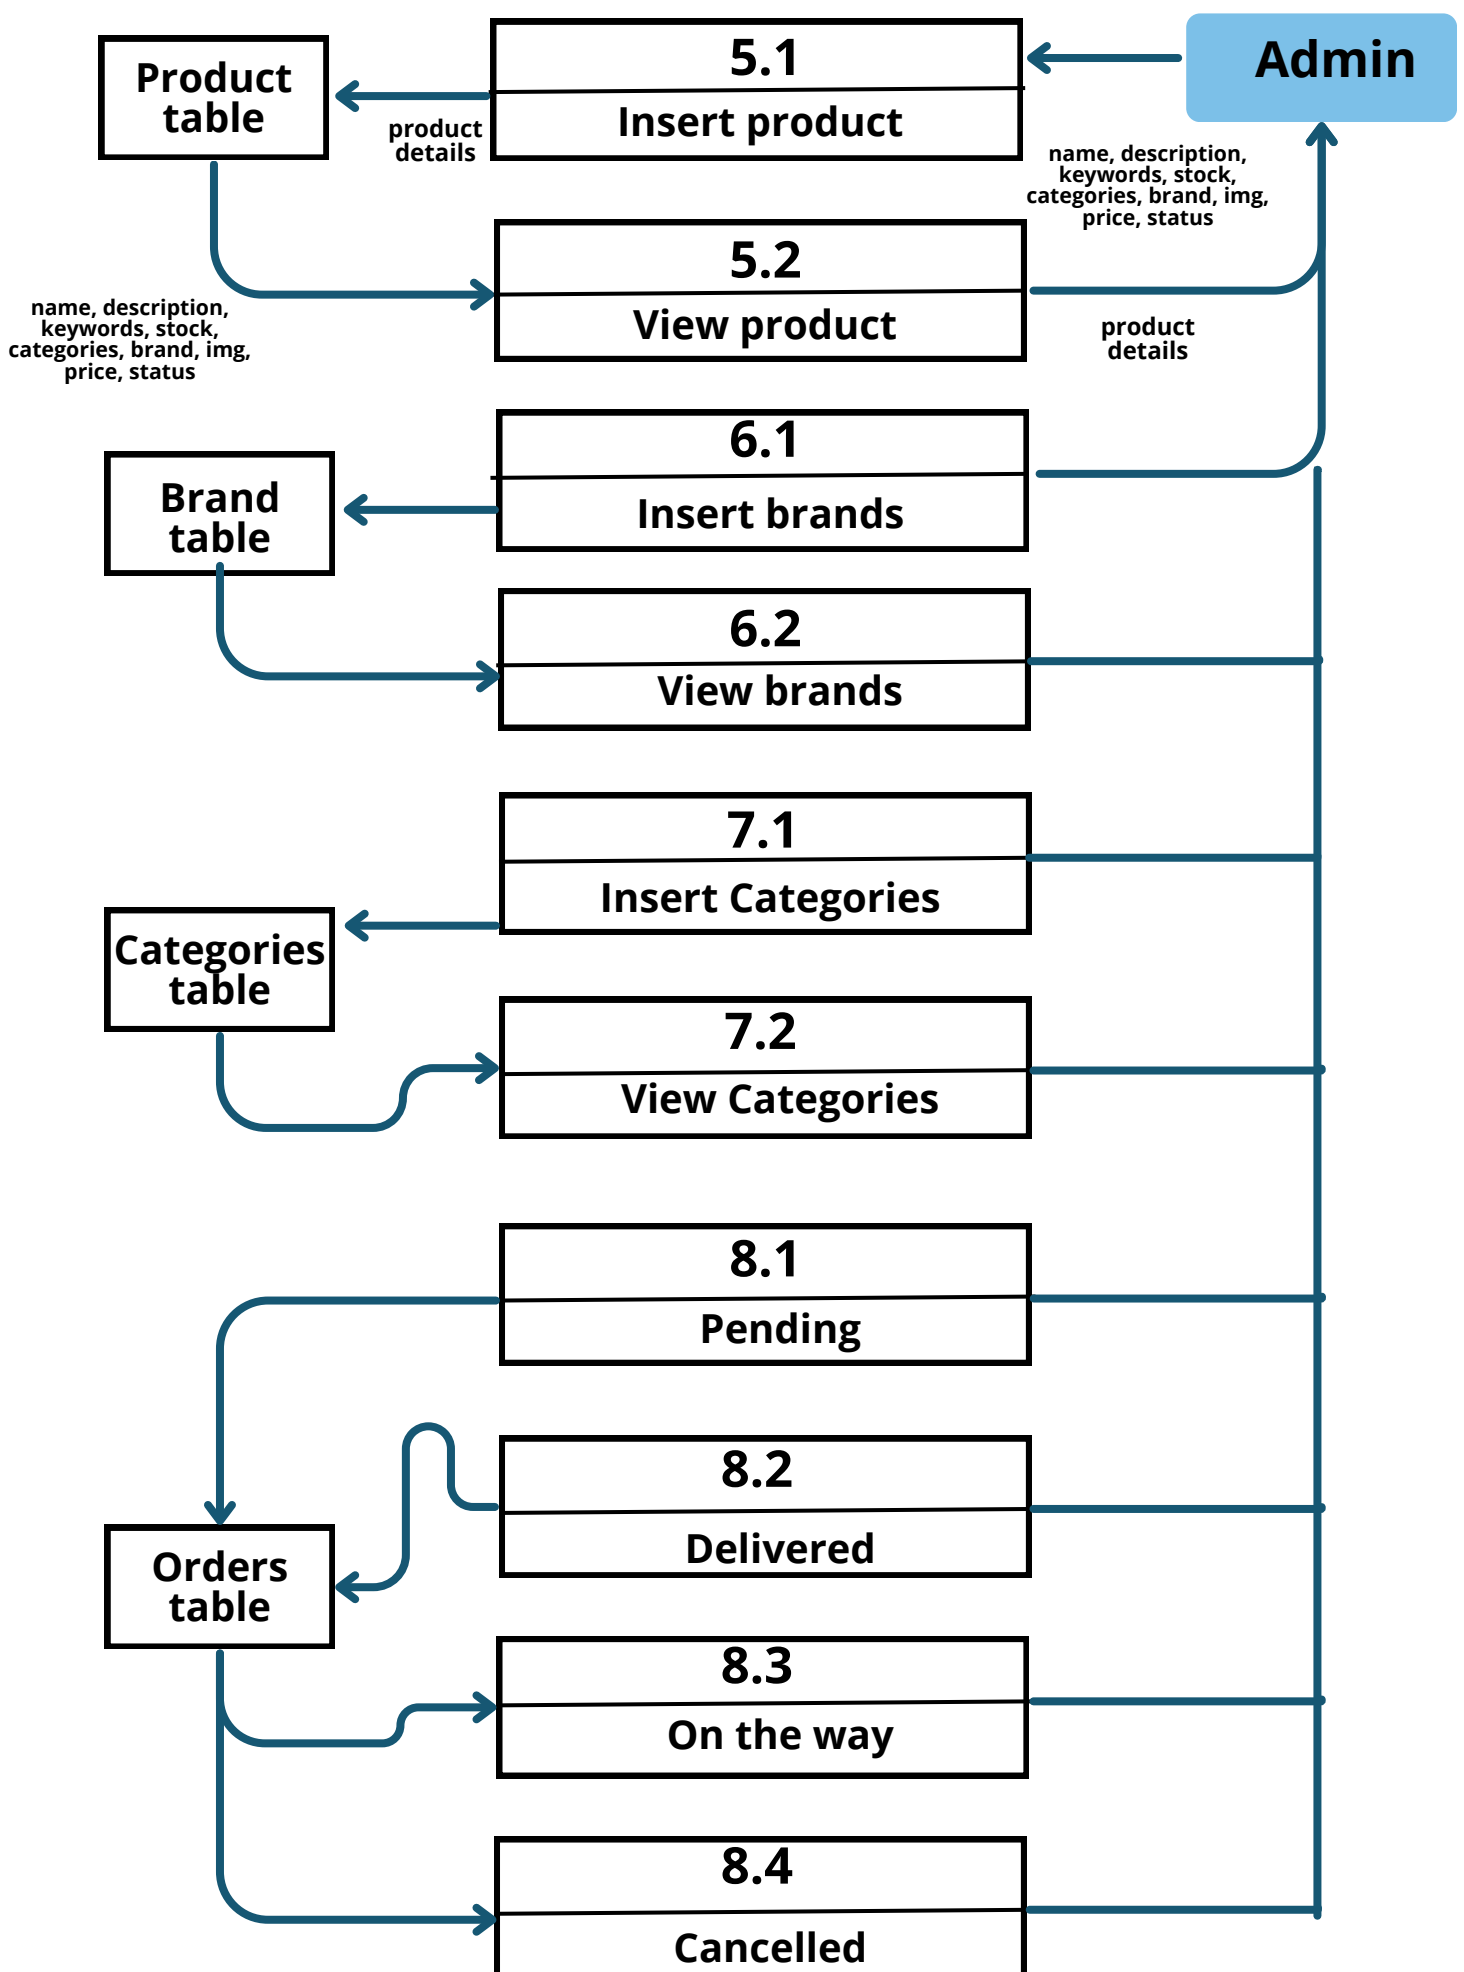 Admin
5.1
Insert product
Product
table
product
details
name, description,
keywords, stock,
categories, brand, img,
price, status
5.2
View product
name, description,
keywords, stock,
categories, brand, img,
price, status
product
details
6.1
Insert brands
Brand
table
6.2
View brands
7.1
Insert Categories
Categories
table
7.2
View Categories
8.1
Pending
8.2
Delivered
Orders
table
8.3
On the way
8.4
Cancelled